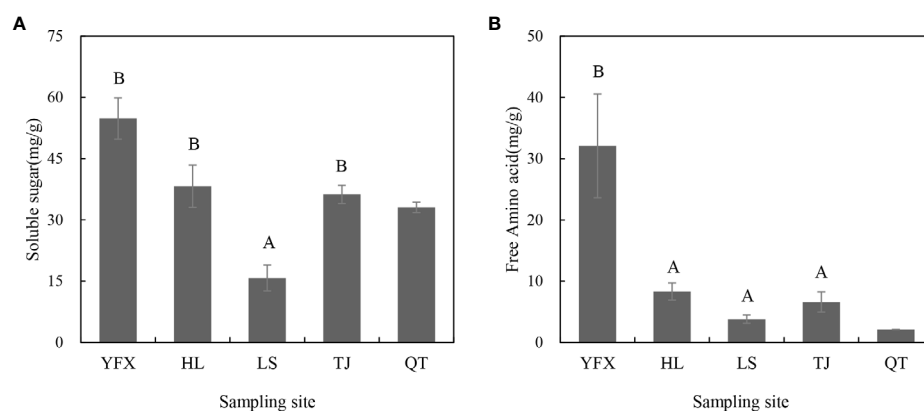 A
Soluble sugar(mg/g)
75
60
45
30
15
0
B
B
A
B
YFX HL LS TJ QT
Sampling site
B
Free Amino acid(mg/g)
50
40
30
20
10
0
B
A
A
A
YFX HL LS TJ QT
Sampling site